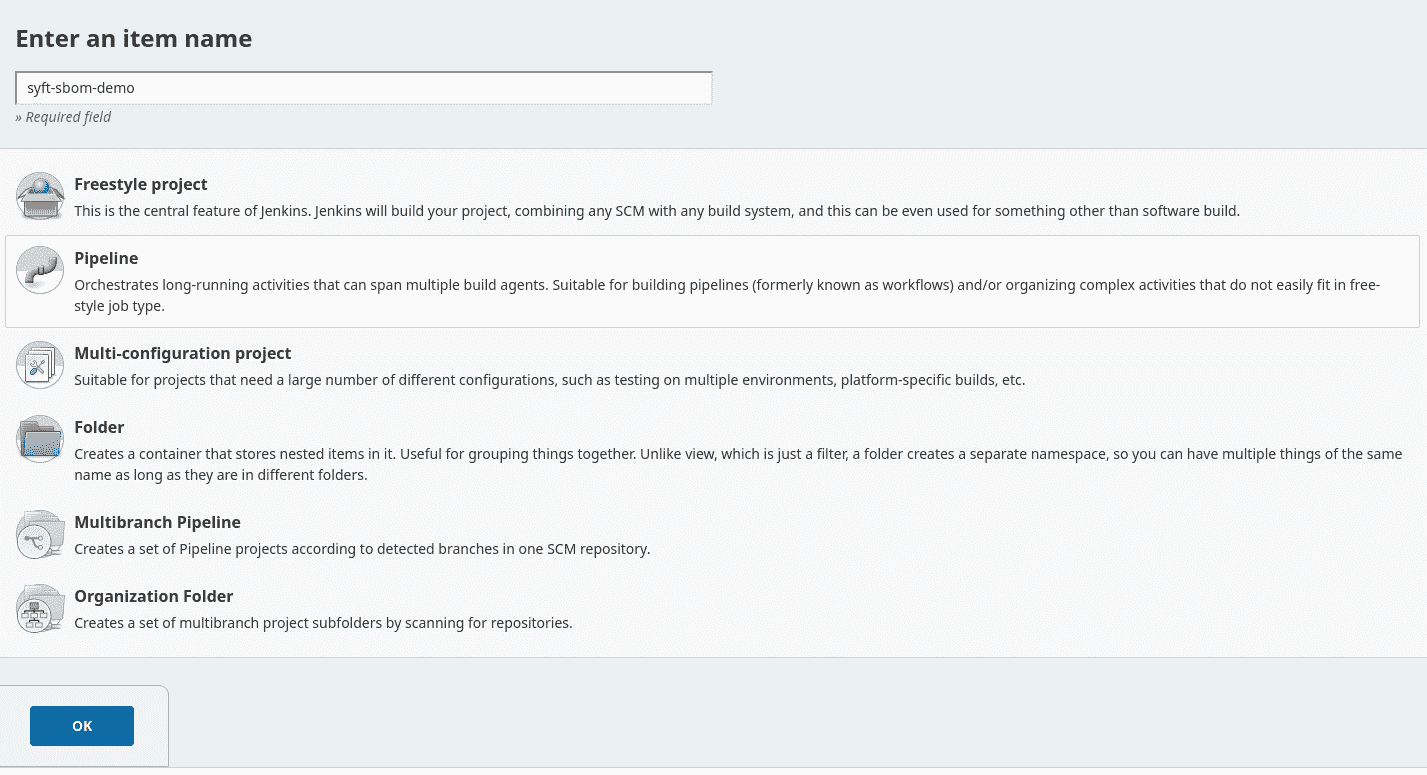 Enter an item name
syft-sbom-demo
» Required field
Freestyle project
This is the central feature of Jenkins. Jenkins will build your project, combining any SCM with any build system, and this can be even used for something other than software build.
Pipeline
Orchestrates long-running activities that can span multiple build agents. Suitable for building pipelines (formerly known as workflows) and/or organizing complex activities that do not easily fit in free-
style job type.
Multi-configuration project
Suitable for projects that need a large number of different configurations, such as testing on multiple environments, platform-specific builds, etc.
Folder
Creates a container that stores nested items in it. Useful for grouping things together. Unlike view, which is just a filter, a folder creates a separate namespace, so you can have multiple things of the same
name as long as they are in different folders.
Multibranch Pipeline
Creates a set of Pipeline projects according to detected branches in one SCM repository.
Organization Folder
Creates a set of multibranch project subfolders by scanning for repositories.
OK